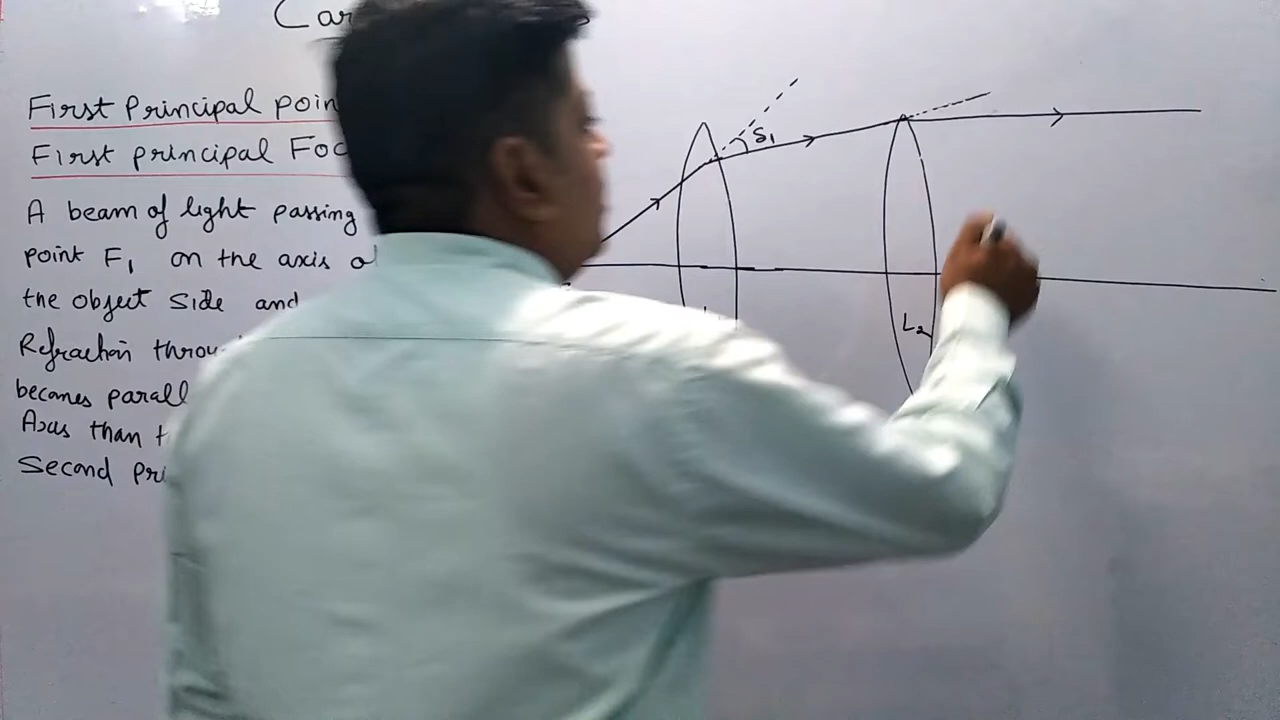 Car
First Principal poin
First principal Foc
A beam of light passing
point F₁ on the axis o
the object side and
Refraction throu
becomes parall
Axis than t
Second pri
δ₁
L₂